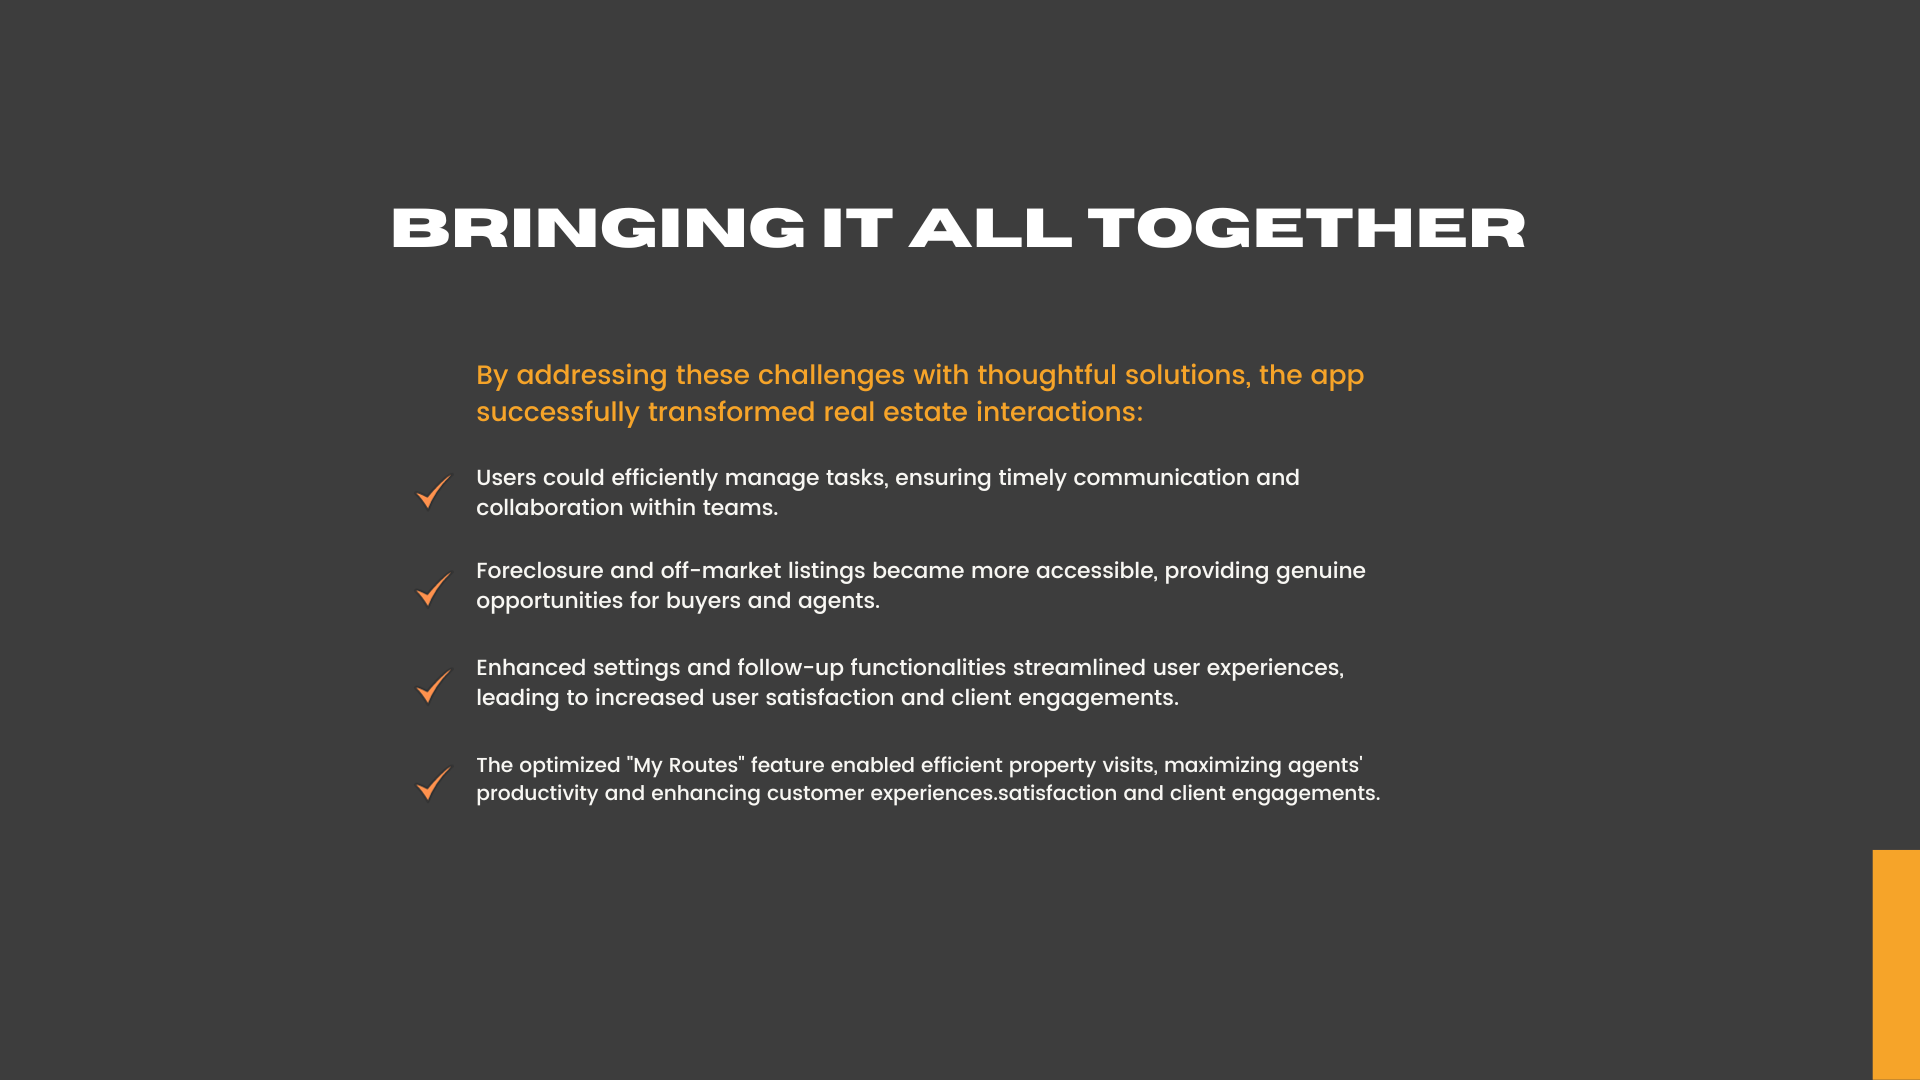 BRINGING IT ALL TOGETHER
By addressing these challenges with thoughtful solutions, the app
successfully transformed real estate interactions:
Users could efficiently manage tasks, ensuring timely communication and
collaboration within teams.
Foreclosure and off-market listings became more accessible, providing genuine
opportunities for buyers and agents.
Enhanced settings and follow-up functionalities streamlined user experiences,
leading to increased user satisfaction and client engagements.
The optimized "My Routes" feature enabled efficient property visits, maximizing agents'
productivity and enhancing customer experiences.satisfaction and client engagements.